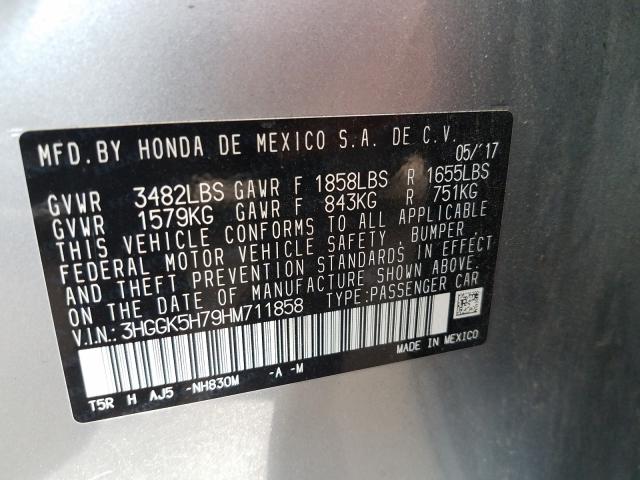 MFD.BY HONDA DE MEXICO S.A. DE C.V.
05/'17
GVWR 3482LBS GAWR F 1858LBS R 1655LBS
GVWR 1579KG GAWR F 843KG R 751KG
THIS VEHICLE CONFORMS TO ALL APPLICABLE
FEDERAL MOTOR VEHICLE SAFETY, BUMPER,
AND THEFT PREVENTION STANDARDS IN EFFECT
ON THE DATE OF MANUFACTURE SHOWN ABOVE.
V.I.N.:3HGGK5H79HM711858 TYPE:PASSENGER CAR
T5R H AJ5 -NH830M -A -M
MADE IN MEXICO